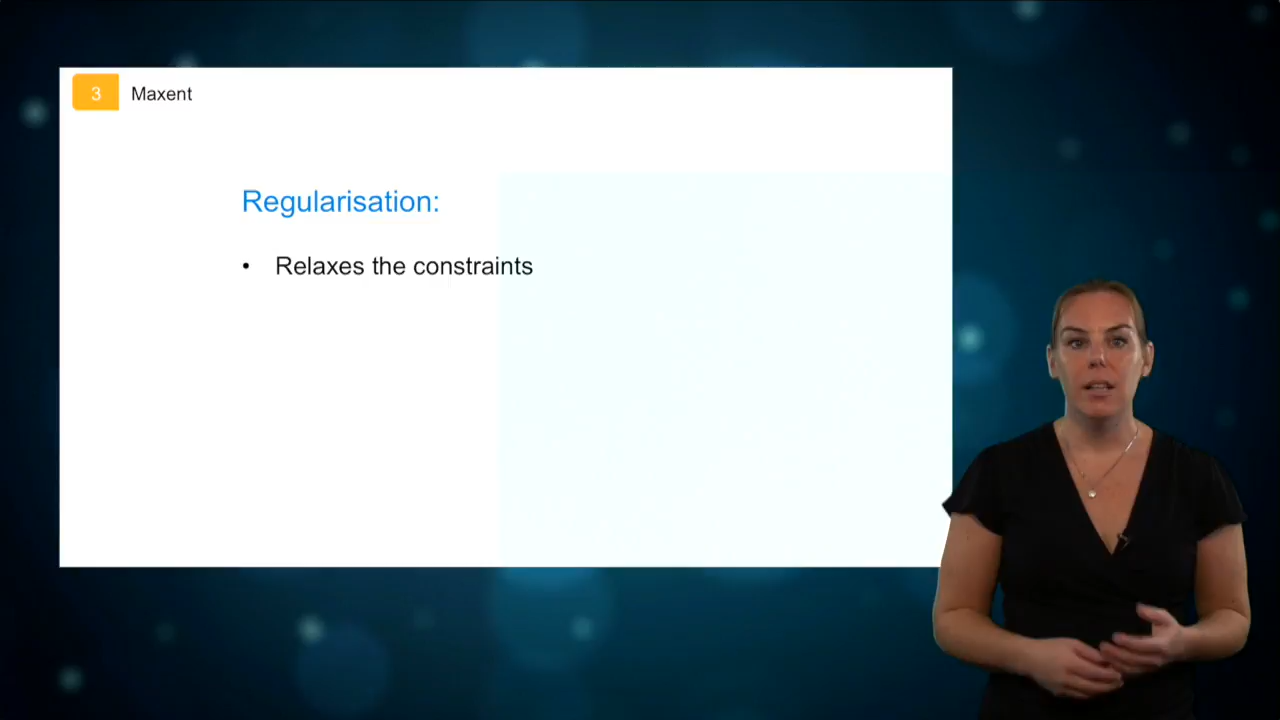 3 Maxent
Regularisation:
• Relaxes the constraints